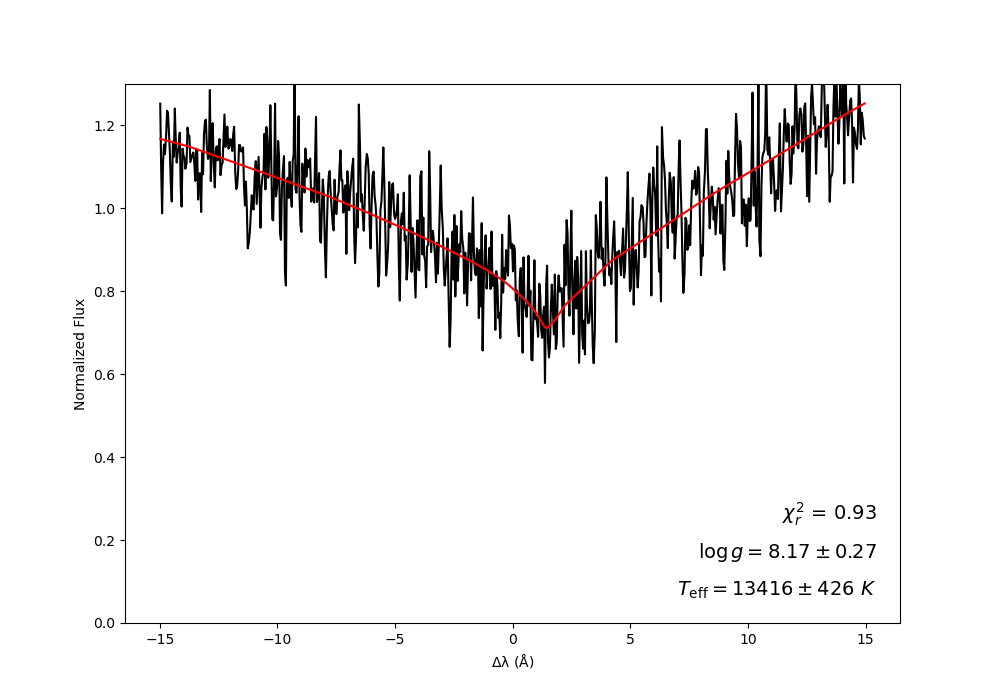 1.2
1.0
0.8
0.6
0.4
0.2
0.0
Normalized Flux
χ²ᵣ = 0.93
log g = 8.17 ± 0.27
T_eff = 13416 ± 426 K
−15 −10 −5 0 5 10 15
Δλ (Å)